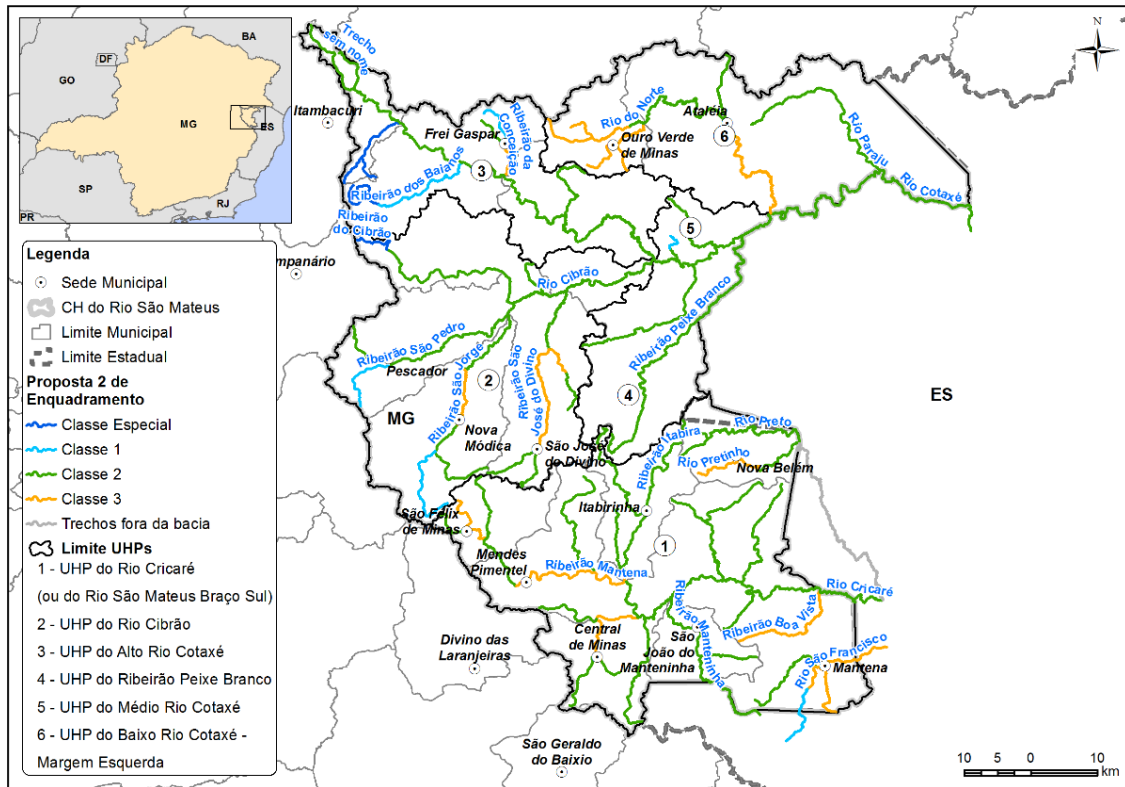 BA
DF
GO
MG
ES
SP
RJ
PR
N
Legenda
Sede Municipal
CH do Rio São Mateus
Limite Municipal
Limite Estadual
Proposta 2 de
Enquadramento
Classe Especial
Classe 1
Classe 2
Classe 3
Trechos fora da bacia
Limite UHPs
1 - UHP do Rio Cricaré
(ou do Rio São Mateus Braço Sul)
2 - UHP do Rio Cibrão
3 - UHP do Alto Rio Cotaxé
4 - UHP do Ribeirão Peixe Branco
5 - UHP do Médio Rio Cotaxé
6 - UHP do Baixo Rio Cotaxé -
Margem Esquerda
Trecho
sem nome
Itambacuri
Frei Gaspar
Ribeirão da
Conceição
Rio do Norte
Ataléia
6
Ouro Verde
de Minas
Rio Paraju
Rio Cotaxé
3
Ribeirão dos Baianos
Ribeirão
do Cibrão
5
mpanário
Rio Cibrão
Ribeirão Peixe Branco
Ribeirão São Pedro
Pescador
Ribeirão São Jorgé
2
Ribeirão São
José do Divino
4
MG
ES
Nova
Módica
São José
do Divino
Ribeirão Itabira
Rio Preto
Rio Pretinho
Nova Belém
Itabirinha
São Félix
de Minas
1
Mendes
Pimentel
Ribeirão Mantena
Rio Cricaré
Ribeirão Manteninha
Ribeirão Boa Vista
Central
de Minas
São
João do
Manteninha
Rio São Francisco
Mantena
Divino das
Laranjeiras
São Geraldo
do Baixio
10 5 0 10
km